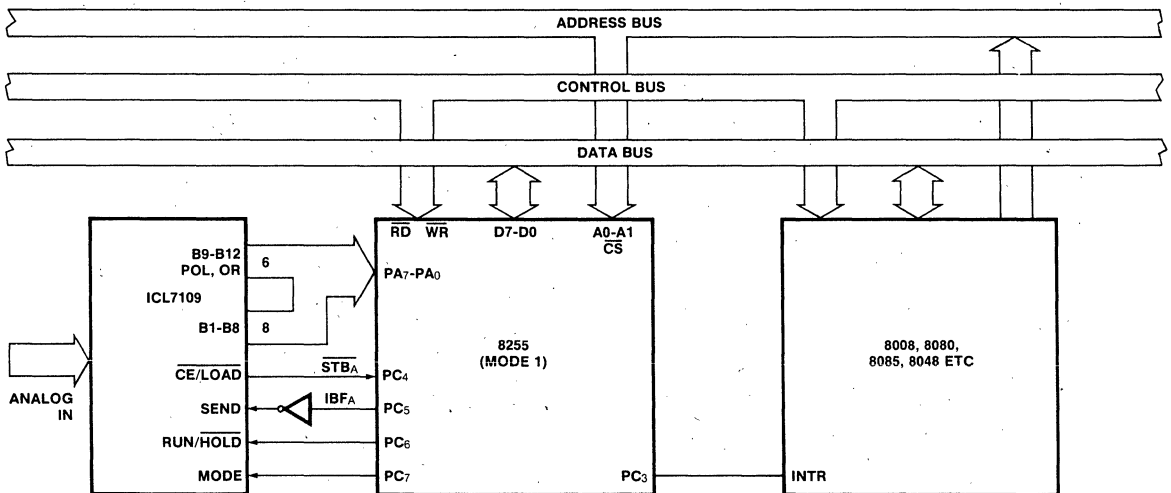 ADDRESS BUS
CONTROL BUS
DATA BUS
B9-B12
POL, OR
6
ICL7109
B1-B8
8
CE/LOAD
SEND
RUN/HOLD
MODE
ANALOG
IN
STBA
IBFA
RD WR D7-D0 A0-A1
CS
PA7-PA0
8255
(MODE 1)
PC4
PC5
PC6
PC7
PC3
8008, 8080,
8085, 8048 ETC
INTR